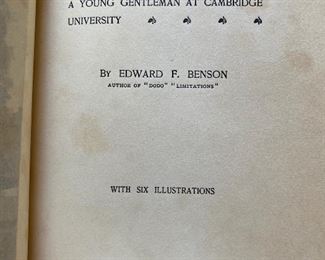 A YOUNG GENTLEMAN AT CAMBRIDGE
UNIVERSITY
BY EDWARD F. BENSON
AUTHOR OF "DODO" "LIMITATIONS"
WITH SIX ILLUSTRATIONS